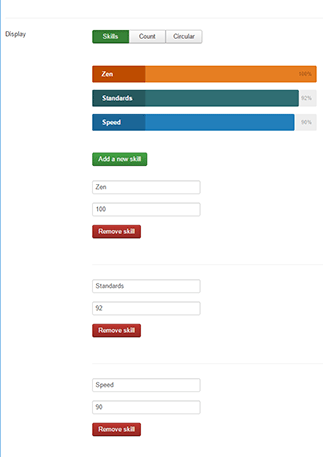 Display
Skills Count Circular
Zen 100%
Standards 92%
Speed 90%
Add a new skill
Zen
100
Remove skill
Standards
92
Remove skill
Speed
90
Remove skill